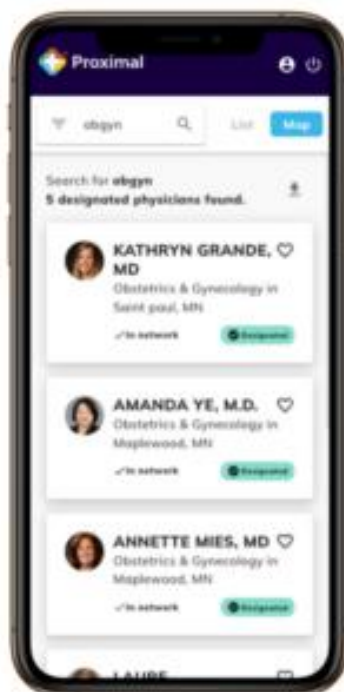 Proximal
obgyn
List
Map
Search for obgyn
5 designated physicians found.
KATHRYN GRANDE,
MD
Obstetrics & Gynecology in
Saint paul, MN
In network
Designated
AMANDA YE, M.D.
Obstetrics & Gynecology in
Maplewood, MN
In network
Designated
ANNETTE MIES, MD
Obstetrics & Gynecology in
Maplewood, MN
In network
Designated
LAURE